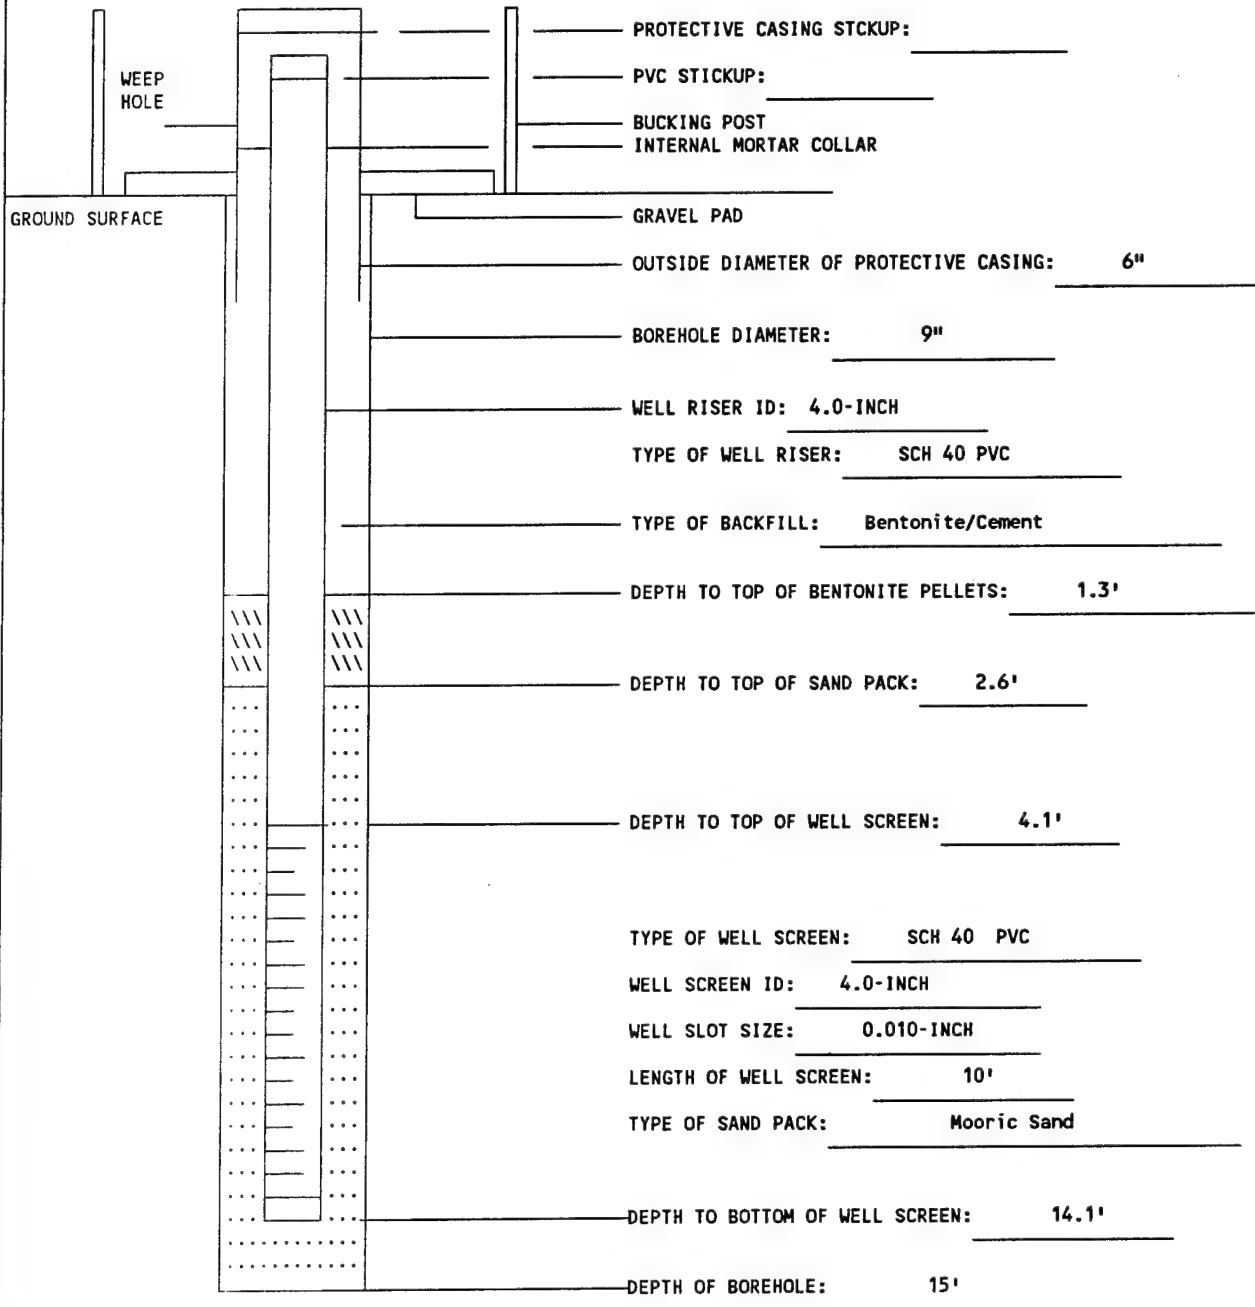 PROTECTIVE CASING STCKUP:
WEEP
HOLE
PVC STICKUP:
BUCKING POST
INTERNAL MORTAR COLLAR
GROUND SURFACE
GRAVEL PAD
OUTSIDE DIAMETER OF PROTECTIVE CASING: 6"
BOREHOLE DIAMETER: 9"
WELL RISER ID: 4.0-INCH
TYPE OF WELL RISER: SCH 40 PVC
TYPE OF BACKFILL: Bentonite/Cement
DEPTH TO TOP OF BENTONITE PELLETS: 1.3'
DEPTH TO TOP OF SAND PACK: 2.6'
DEPTH TO TOP OF WELL SCREEN: 4.1'
TYPE OF WELL SCREEN: SCH 40 PVC
WELL SCREEN ID: 4.0-INCH
WELL SLOT SIZE: 0.010-INCH
LENGTH OF WELL SCREEN: 10'
TYPE OF SAND PACK: Mooric Sand
DEPTH TO BOTTOM OF WELL SCREEN: 14.1'
DEPTH OF BOREHOLE: 15'